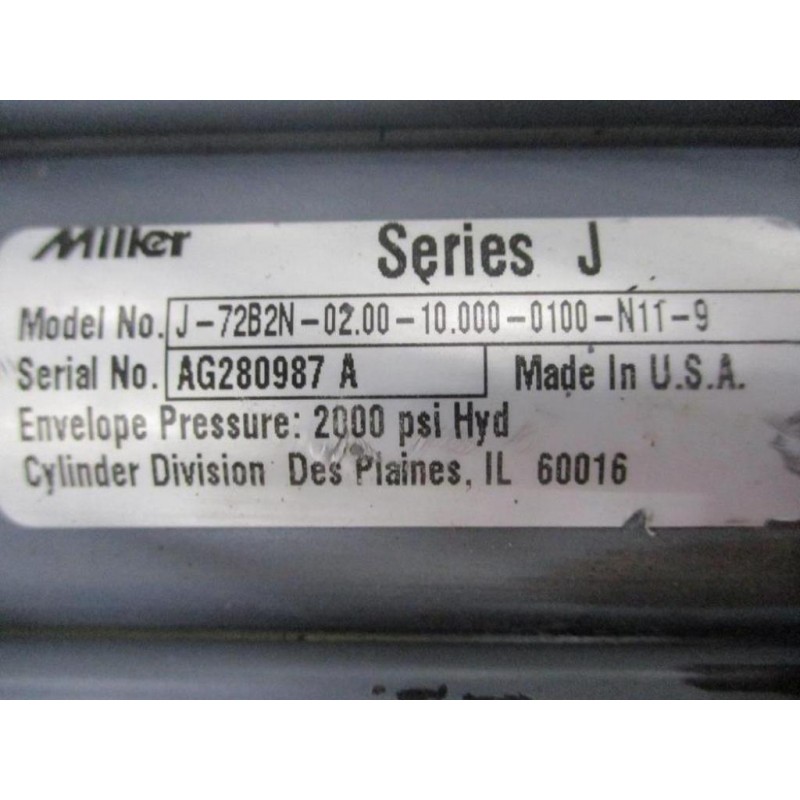 Miller Series J
Model No. J-72B2N-02.00-10.000-0100-N11-9
Serial No. AG280987 A Made In U.S.A.
Envelope Pressure: 2000 psi Hyd
Cylinder Division Des Plaines, IL 60016